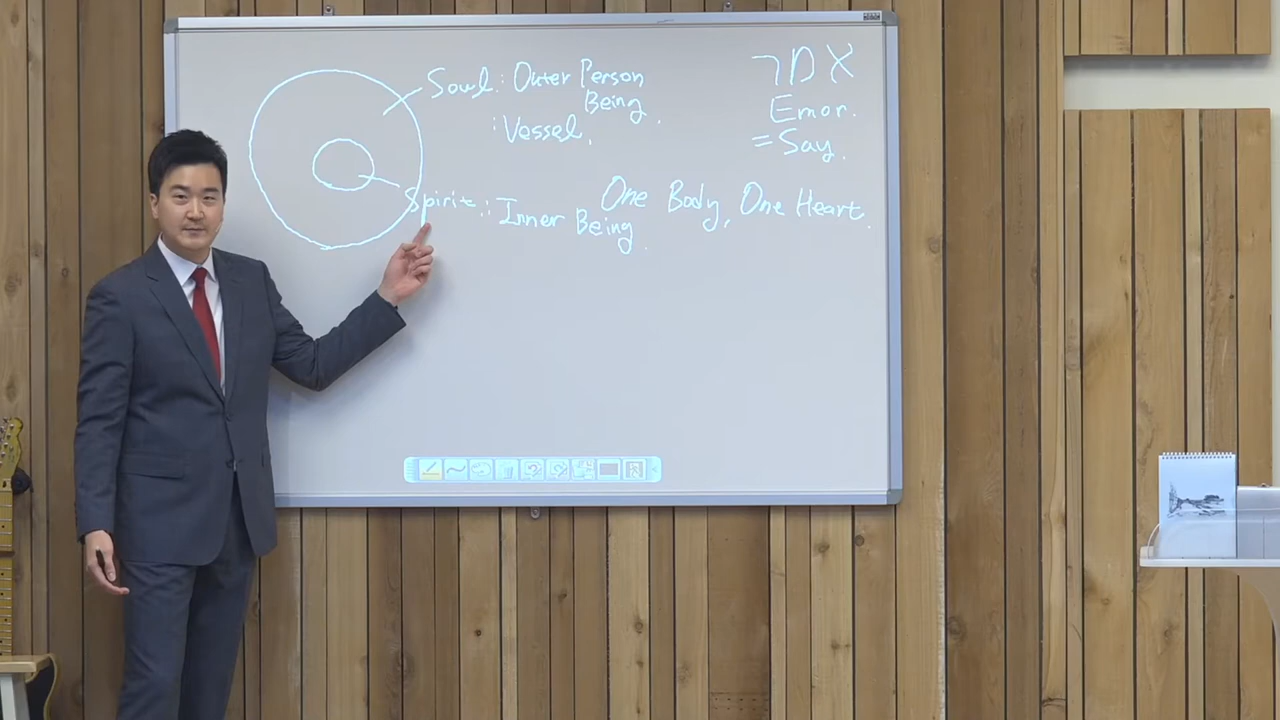 Soul : Outer Person
Being.
: Vessel.
Spirit : Inner Being.
One Body, One Heart.
אמר
Emor.
= Say.